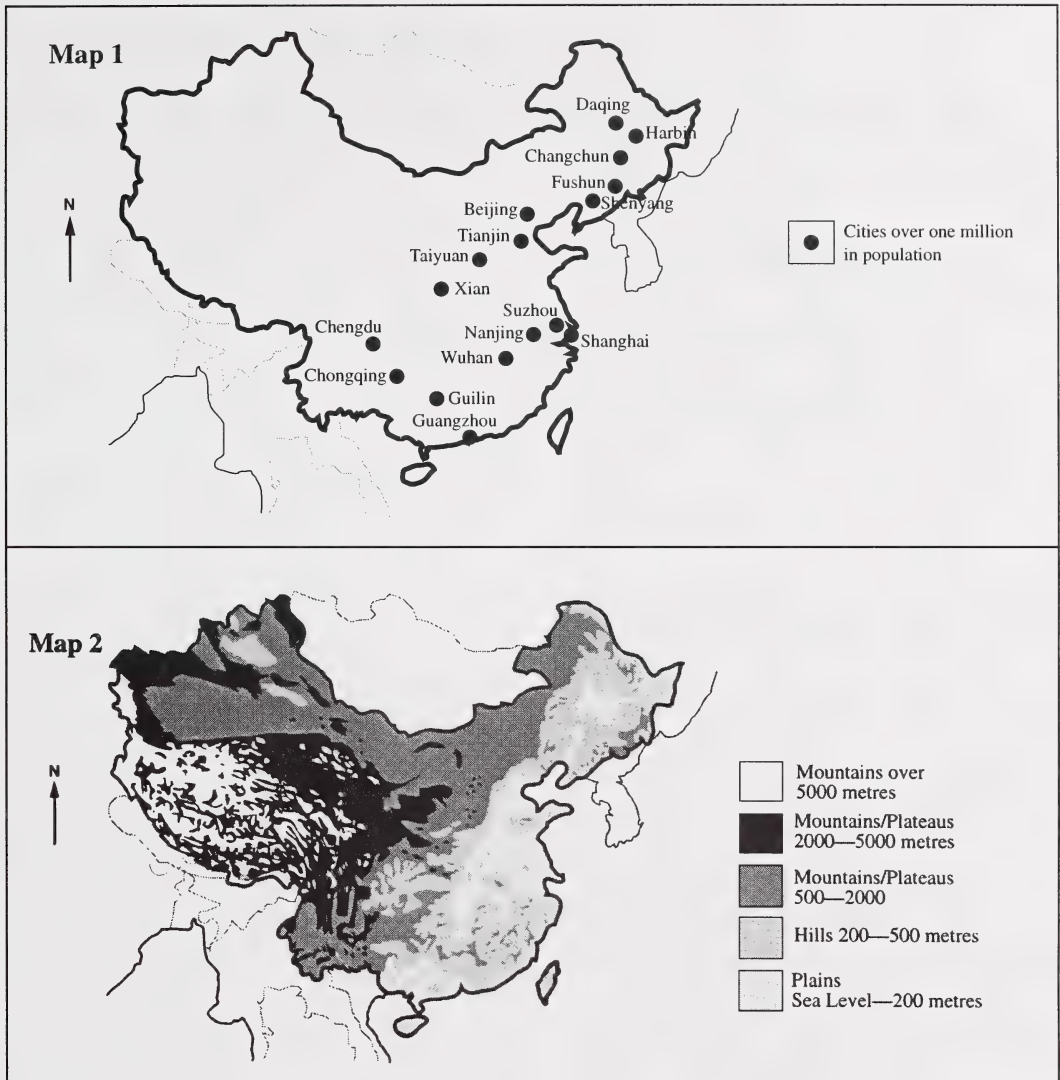 Map 1
N
Daqing
Harbin
Changchun
Fushun
Shenyang
Beijing
Tianjin
Taiyuan
Xian
Suzhou
Nanjing
Shanghai
Wuhan
Chengdu
Chongqing
Guilin
Guangzhou
Cities over one million
in population
Map 2
N
Mountains over
5000 metres
Mountains/Plateaus
2000—5000 metres
Mountains/Plateaus
500—2000
Hills 200—500 metres
Plains
Sea Level—200 metres